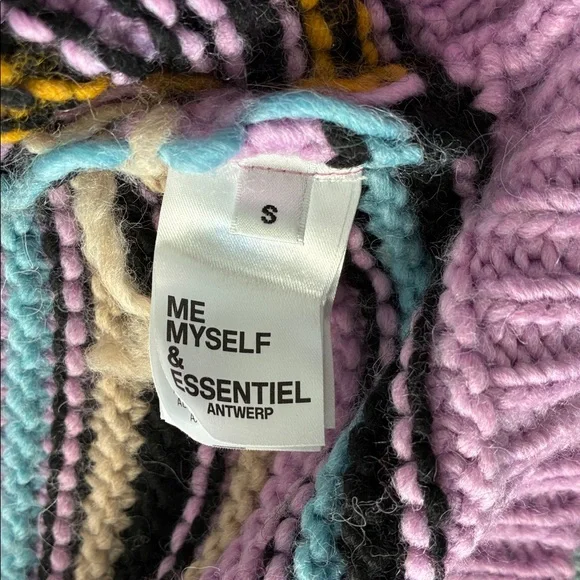 S
ME
MYSELF
&
ESSENTIEL
ANTWERP